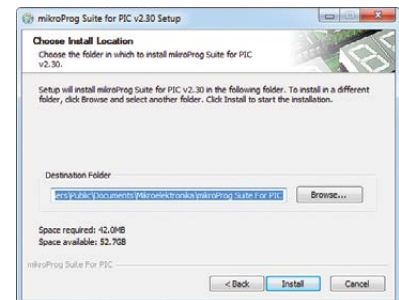 mikroProg Suite for PIC v2.30 Setup
Choose Install Location
Choose the folder in which to install mikroProg Suite for PIC
v2.30.
Setup will install mikroProg Suite for PIC v2.30 in the following folder. To install in a different
folder, click Browse and select another folder. Click Install to start the installation.
Destination Folder
ers\Public\Documents\Mikroelektronika\mikroProg Suite For PIC
Browse...
Space required: 42.0MB
Space available: 52.7GB
mikroProg Suite For PIC
< Back
Install
Cancel